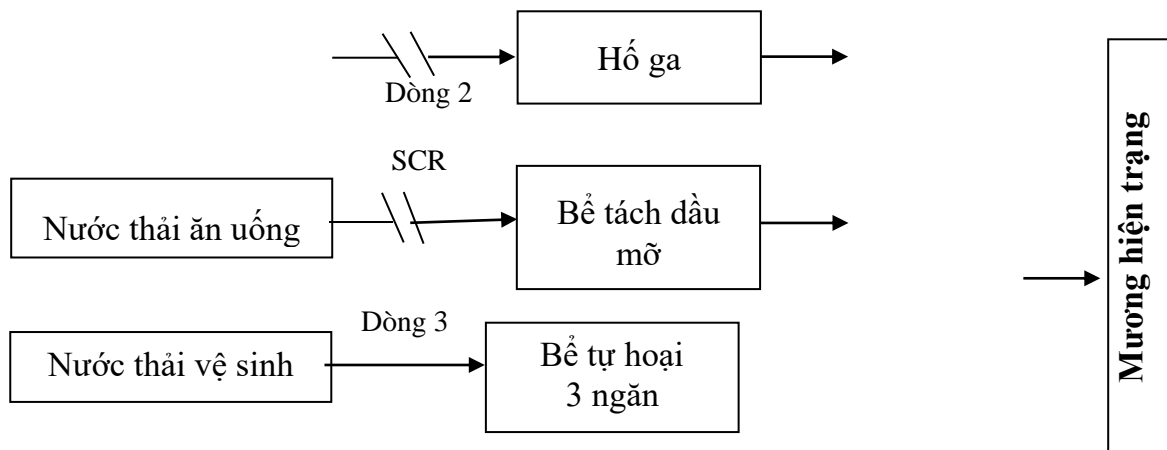 Hố ga
Dòng 2
SCR
Nước thải ăn uống
Bể tách dầu
mỡ
Dòng 3
Nước thải vệ sinh
Bể tự hoại
3 ngăn
Mương hiện trạng